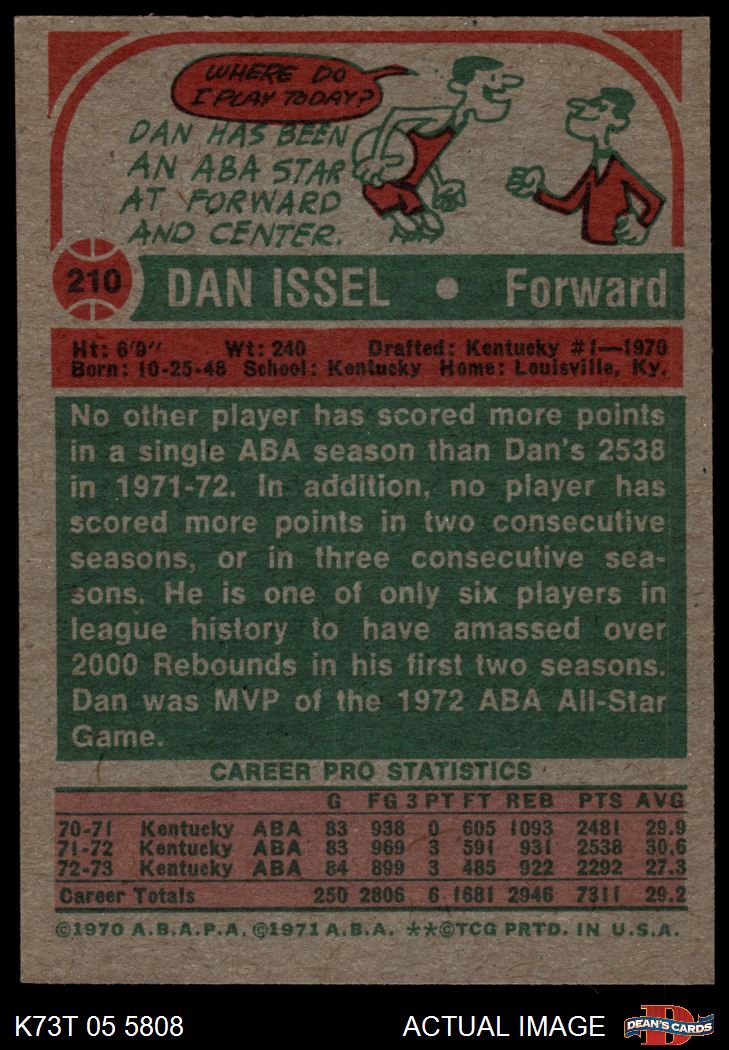 WHERE DO
I PLAY TODAY?
DAN HAS BEEN
AN ABA STAR
AT FORWARD
AND CENTER.
210 DAN ISSEL • Forward
Ht: 6'9" Wt: 240 Drafted: Kentucky #1—1970
Born: 10-25-48 School: Kentucky Home: Louisville, Ky.
No other player has scored more points
in a single ABA season than Dan's 2538
in 1971-72. In addition, no player has
scored more points in two consecutive
seasons, or in three consecutive sea-
sons. He is one of only six players in
league history to have amassed over
2000 Rebounds in his first two seasons.
Dan was MVP of the 1972 ABA All-Star
Game.
CAREER PRO STATISTICS
G FG 3 PT FT REB PTS AVG
70-71 Kentucky ABA 83 938 0 605 1093 2481 29.9
71-72 Kentucky ABA 83 969 3 591 931 2538 30.6
72-73 Kentucky ABA 84 899 3 485 922 2292 27.3
Career Totals 250 2806 6 1681 2946 7311 29.2
©1970 A.B.A.P.A. ©1971 A.B.A. **©TCG PRTD. IN U.S.A.
K73T 05 5808 ACTUAL IMAGE D DEAN'S CARDS